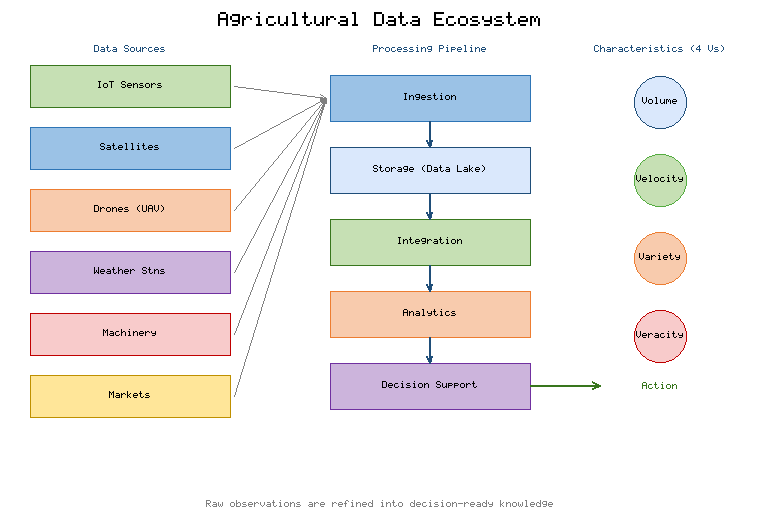 Agricultural Data Ecosystem
Data Sources
IoT Sensors
Satellites
Drones (UAV)
Weather Stns
Machinery
Markets
Processing Pipeline
Ingestion
Storage (Data Lake)
Integration
Analytics
Decision Support
Characteristics (4 Vs)
Volume
Velocity
Variety
Veracity
Action
Raw observations are refined into decision-ready knowledge